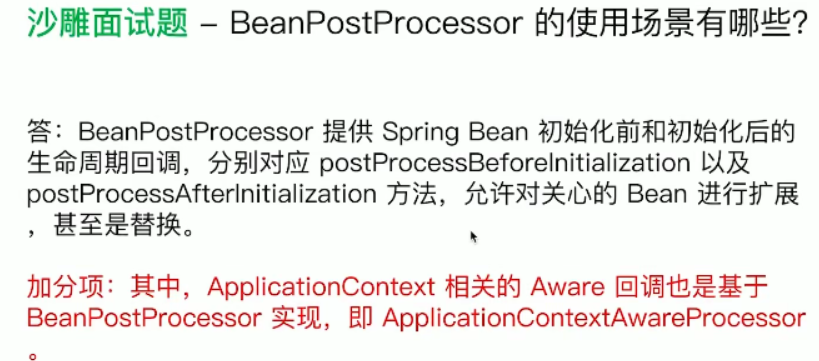 沙雕面试题 – BeanPostProcessor 的使用场景有哪些?
答：BeanPostProcessor 提供 Spring Bean 初始化前和初始化后的
生命周期回调，分别对应 postProcessBeforeInitialization 以及
postProcessAfterInitialization 方法，允许对关心的 Bean 进行扩展
，甚至是替换。
加分项：其中，ApplicationContext 相关的 Aware 回调也是基于
BeanPostProcessor 实现，即 ApplicationContextAwareProcessor
。